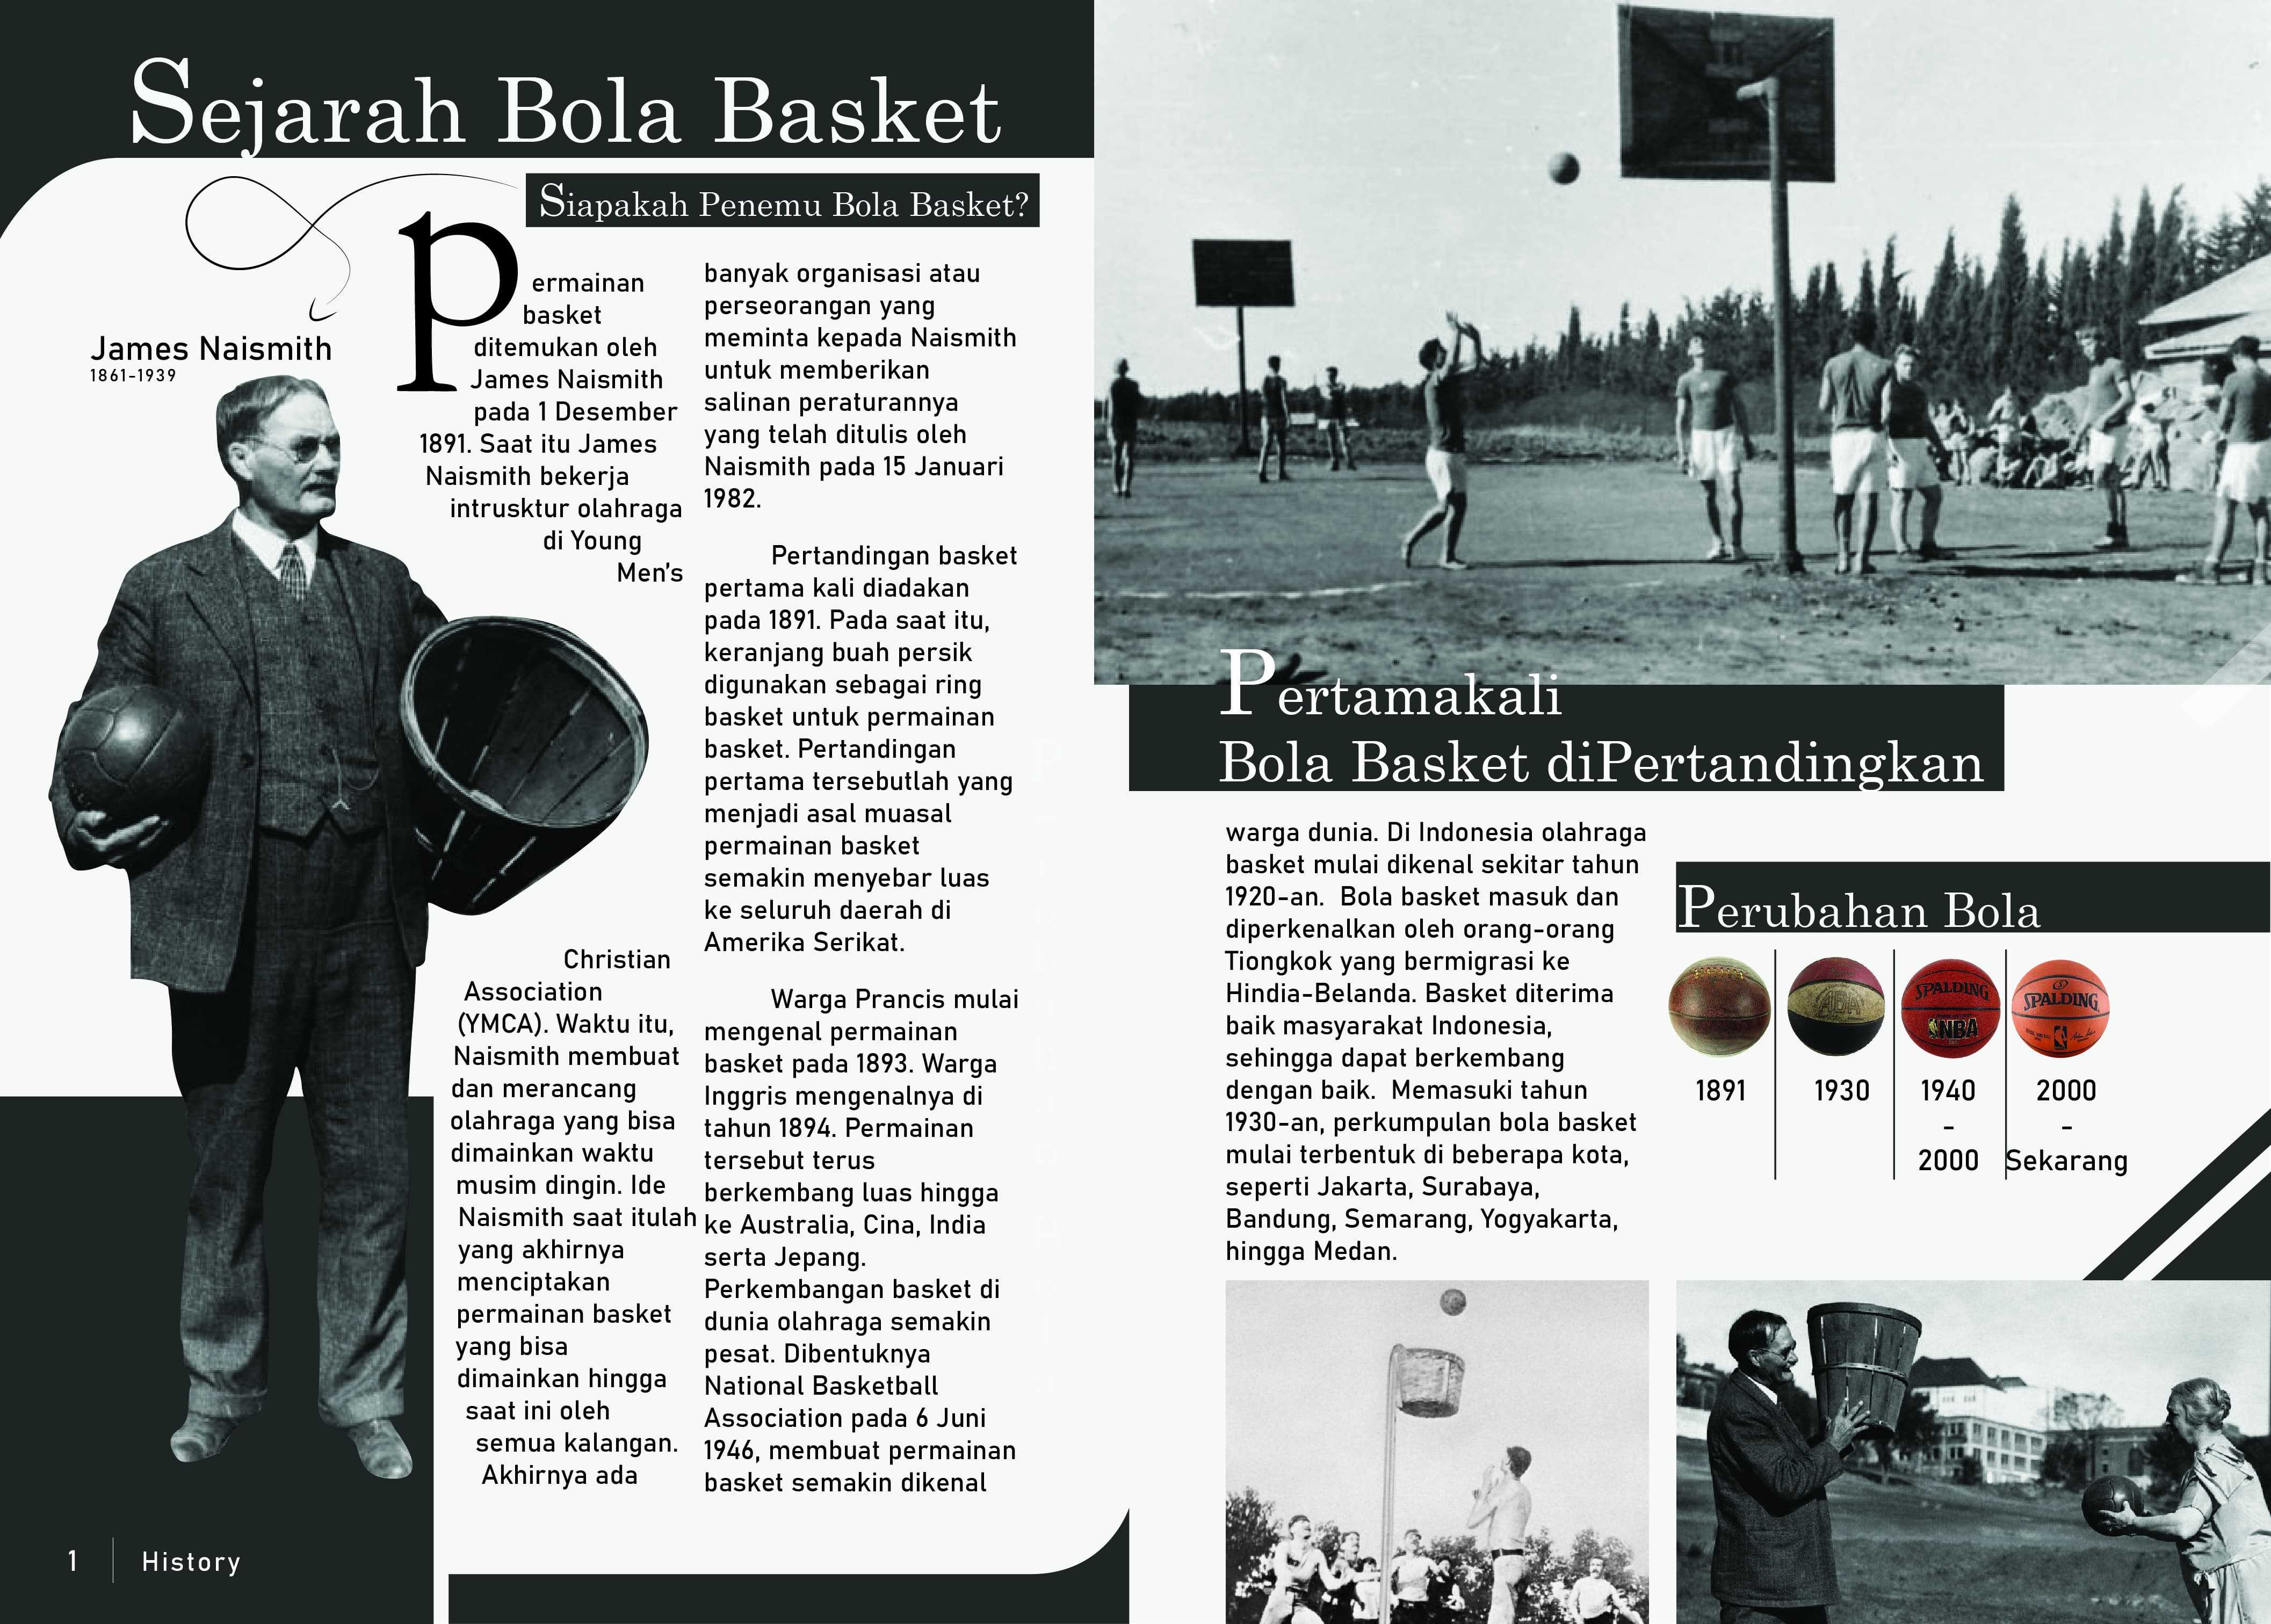 Sejarah Bola Basket
Siapakah Penemu Bola Basket?
James Naismith
1861-1939
Permainan
basket
ditemukan oleh
James Naismith
pada 1 Desember
1891. Saat itu James
Naismith bekerja
intrusktur olahraga
di Young
Men's
Christian
Association
(YMCA). Waktu itu,
Naismith membuat
dan merancang
olahraga yang bisa
dimainkan waktu
musim dingin. Ide
Naismith saat itulah
yang akhirnya
menciptakan
permainan basket
yang bisa
dimainkan hingga
saat ini oleh
semua kalangan.
Akhirnya ada
banyak organisasi atau
perseorangan yang
meminta kepada Naismith
untuk memberikan
salinan peraturannya
yang telah ditulis oleh
Naismith pada 15 Januari
1982.
Pertandingan basket
pertama kali diadakan
pada 1891. Pada saat itu,
keranjang buah persik
digunakan sebagai ring
basket untuk permainan
basket. Pertandingan
pertama tersebutlah yang
menjadi asal muasal
permainan basket
semakin menyebar luas
ke seluruh daerah di
Amerika Serikat.
Warga Prancis mulai
mengenal permainan
basket pada 1893. Warga
Inggris mengenalnya di
tahun 1894. Permainan
tersebut terus
berkembang luas hingga
ke Australia, Cina, India
serta Jepang.
Perkembangan basket di
dunia olahraga semakin
pesat. Dibentuknya
National Basketball
Association pada 6 Juni
1946, membuat permainan
basket semakin dikenal
1 | History
Pertamakali
Bola Basket diPertandingkan
warga dunia. Di Indonesia olahraga
basket mulai dikenal sekitar tahun
1920-an.  Bola basket masuk dan
diperkenalkan oleh orang-orang
Tiongkok yang bermigrasi ke
Hindia-Belanda. Basket diterima
baik masyarakat Indonesia,
sehingga dapat berkembang
dengan baik.  Memasuki tahun
1930-an, perkumpulan bola basket
mulai terbentuk di beberapa kota,
seperti Jakarta, Surabaya,
Bandung, Semarang, Yogyakarta,
hingga Medan.
Perubahan Bola
ABA
SPALDING
NBA
SPALDING
1891
1930
1940
-
2000
2000
-
Sekarang